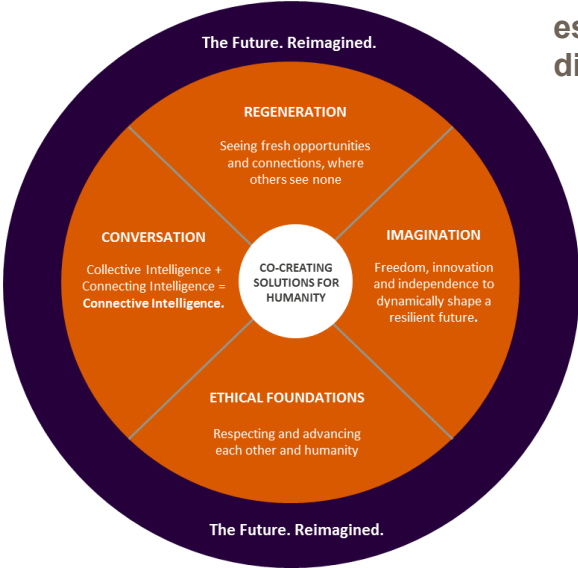 The Future. Reimagined.
REGENERATION
Seeing fresh opportunities
and connections, where
others see none
CONVERSATION
Collective Intelligence +
Connecting Intelligence =
Connective Intelligence.
CO-CREATING
SOLUTIONS FOR
HUMANITY
IMAGINATION
Freedom, innovation
and independence to
dynamically shape a
resilient future.
ETHICAL FOUNDATIONS
Respecting and advancing
each other and humanity
The Future. Reimagined.